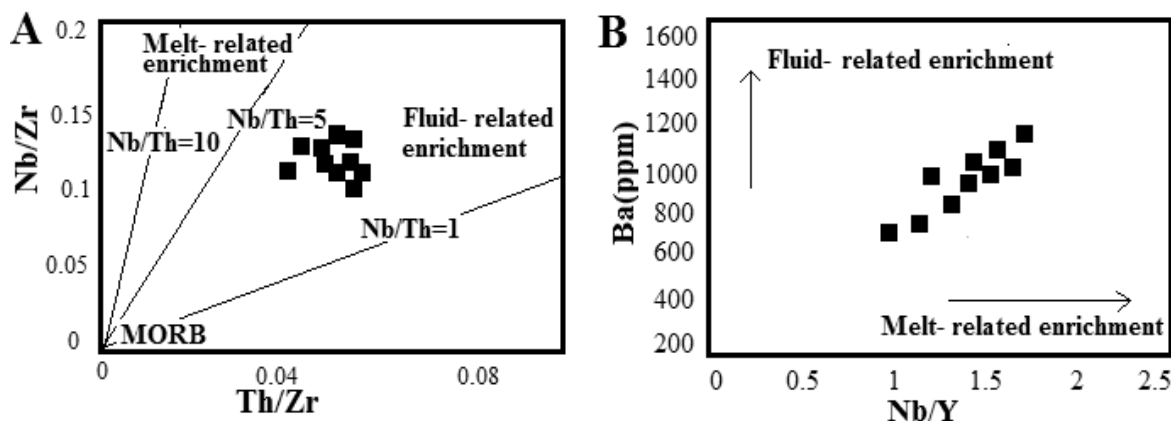 A
0.2
0.15
0.1
0.05
0
Nb/Zr
Melt- related
enrichment
Nb/Th=10
Nb/Th=5
Fluid- related
enrichment
Nb/Th=1
MORB
0
0.04
0.08
Th/Zr
B
1600
1400
1200
1000
800
600
400
200
Ba(ppm)
Fluid- related enrichment
Melt- related enrichment
0
0.5
1
1.5
2
2.5
Nb/Y